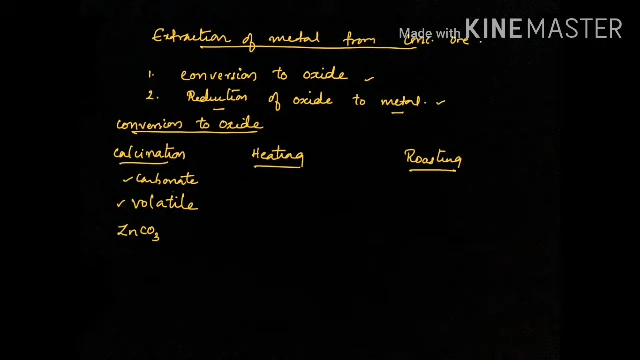 Made with KINEMASTER
Extraction of metal from conc. ore.
1. conversion to oxide ✓
2. Reduction of oxide to metal. ✓
conversion to oxide
Calcination Heating Roasting
✓ Carbonate
✓ Volatile
ZnCO3